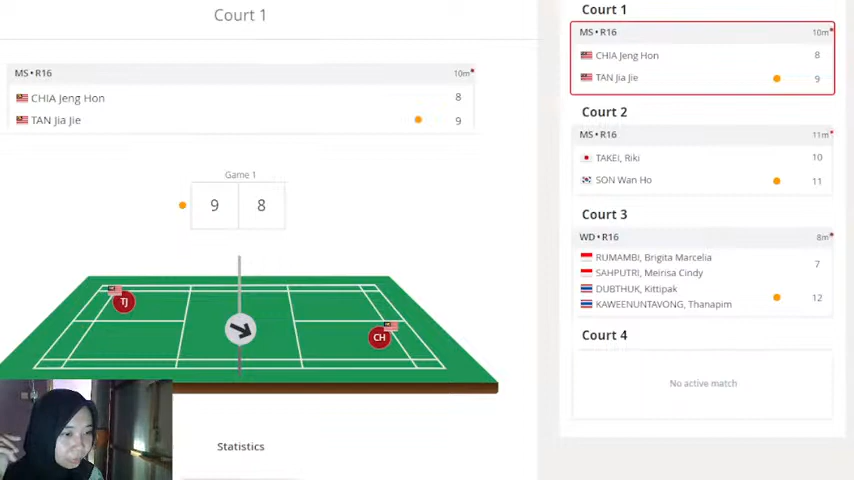 Court 1
MS • R16
10m
CHIA Jeng Hon
8
TAN Jia Jie
9
Game 1
9
8
TJ
CH
Statistics
Court 1
MS • R16
10m
CHIA Jeng Hon
8
TAN Jia Jie
9
Court 2
MS • R16
11m
TAKEI, Riki
10
SON Wan Ho
11
Court 3
WD • R16
8m
RUMAMBI, Brigita Marcelia
SAHPUTRI, Meirisa Cindy
7
DUBTHUK, Kittipak
KAWEENUNTAVONG, Thanapim
12
Court 4
No active match